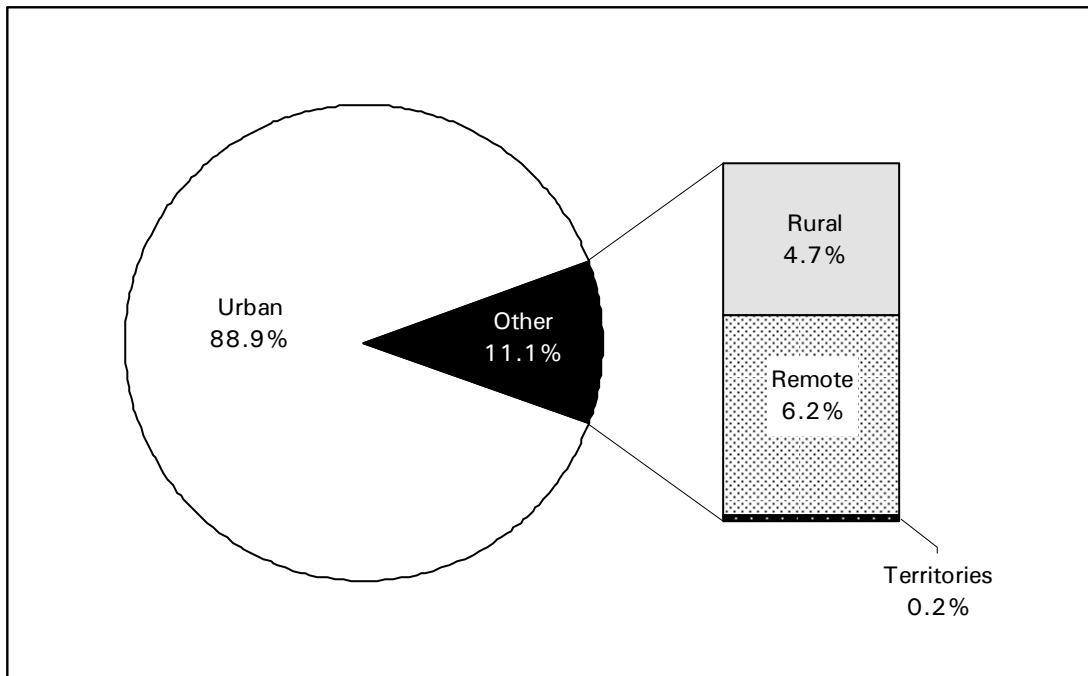 Urban
88.9%
Other
11.1%
Rural
4.7%
Remote
6.2%
Territories
0.2%